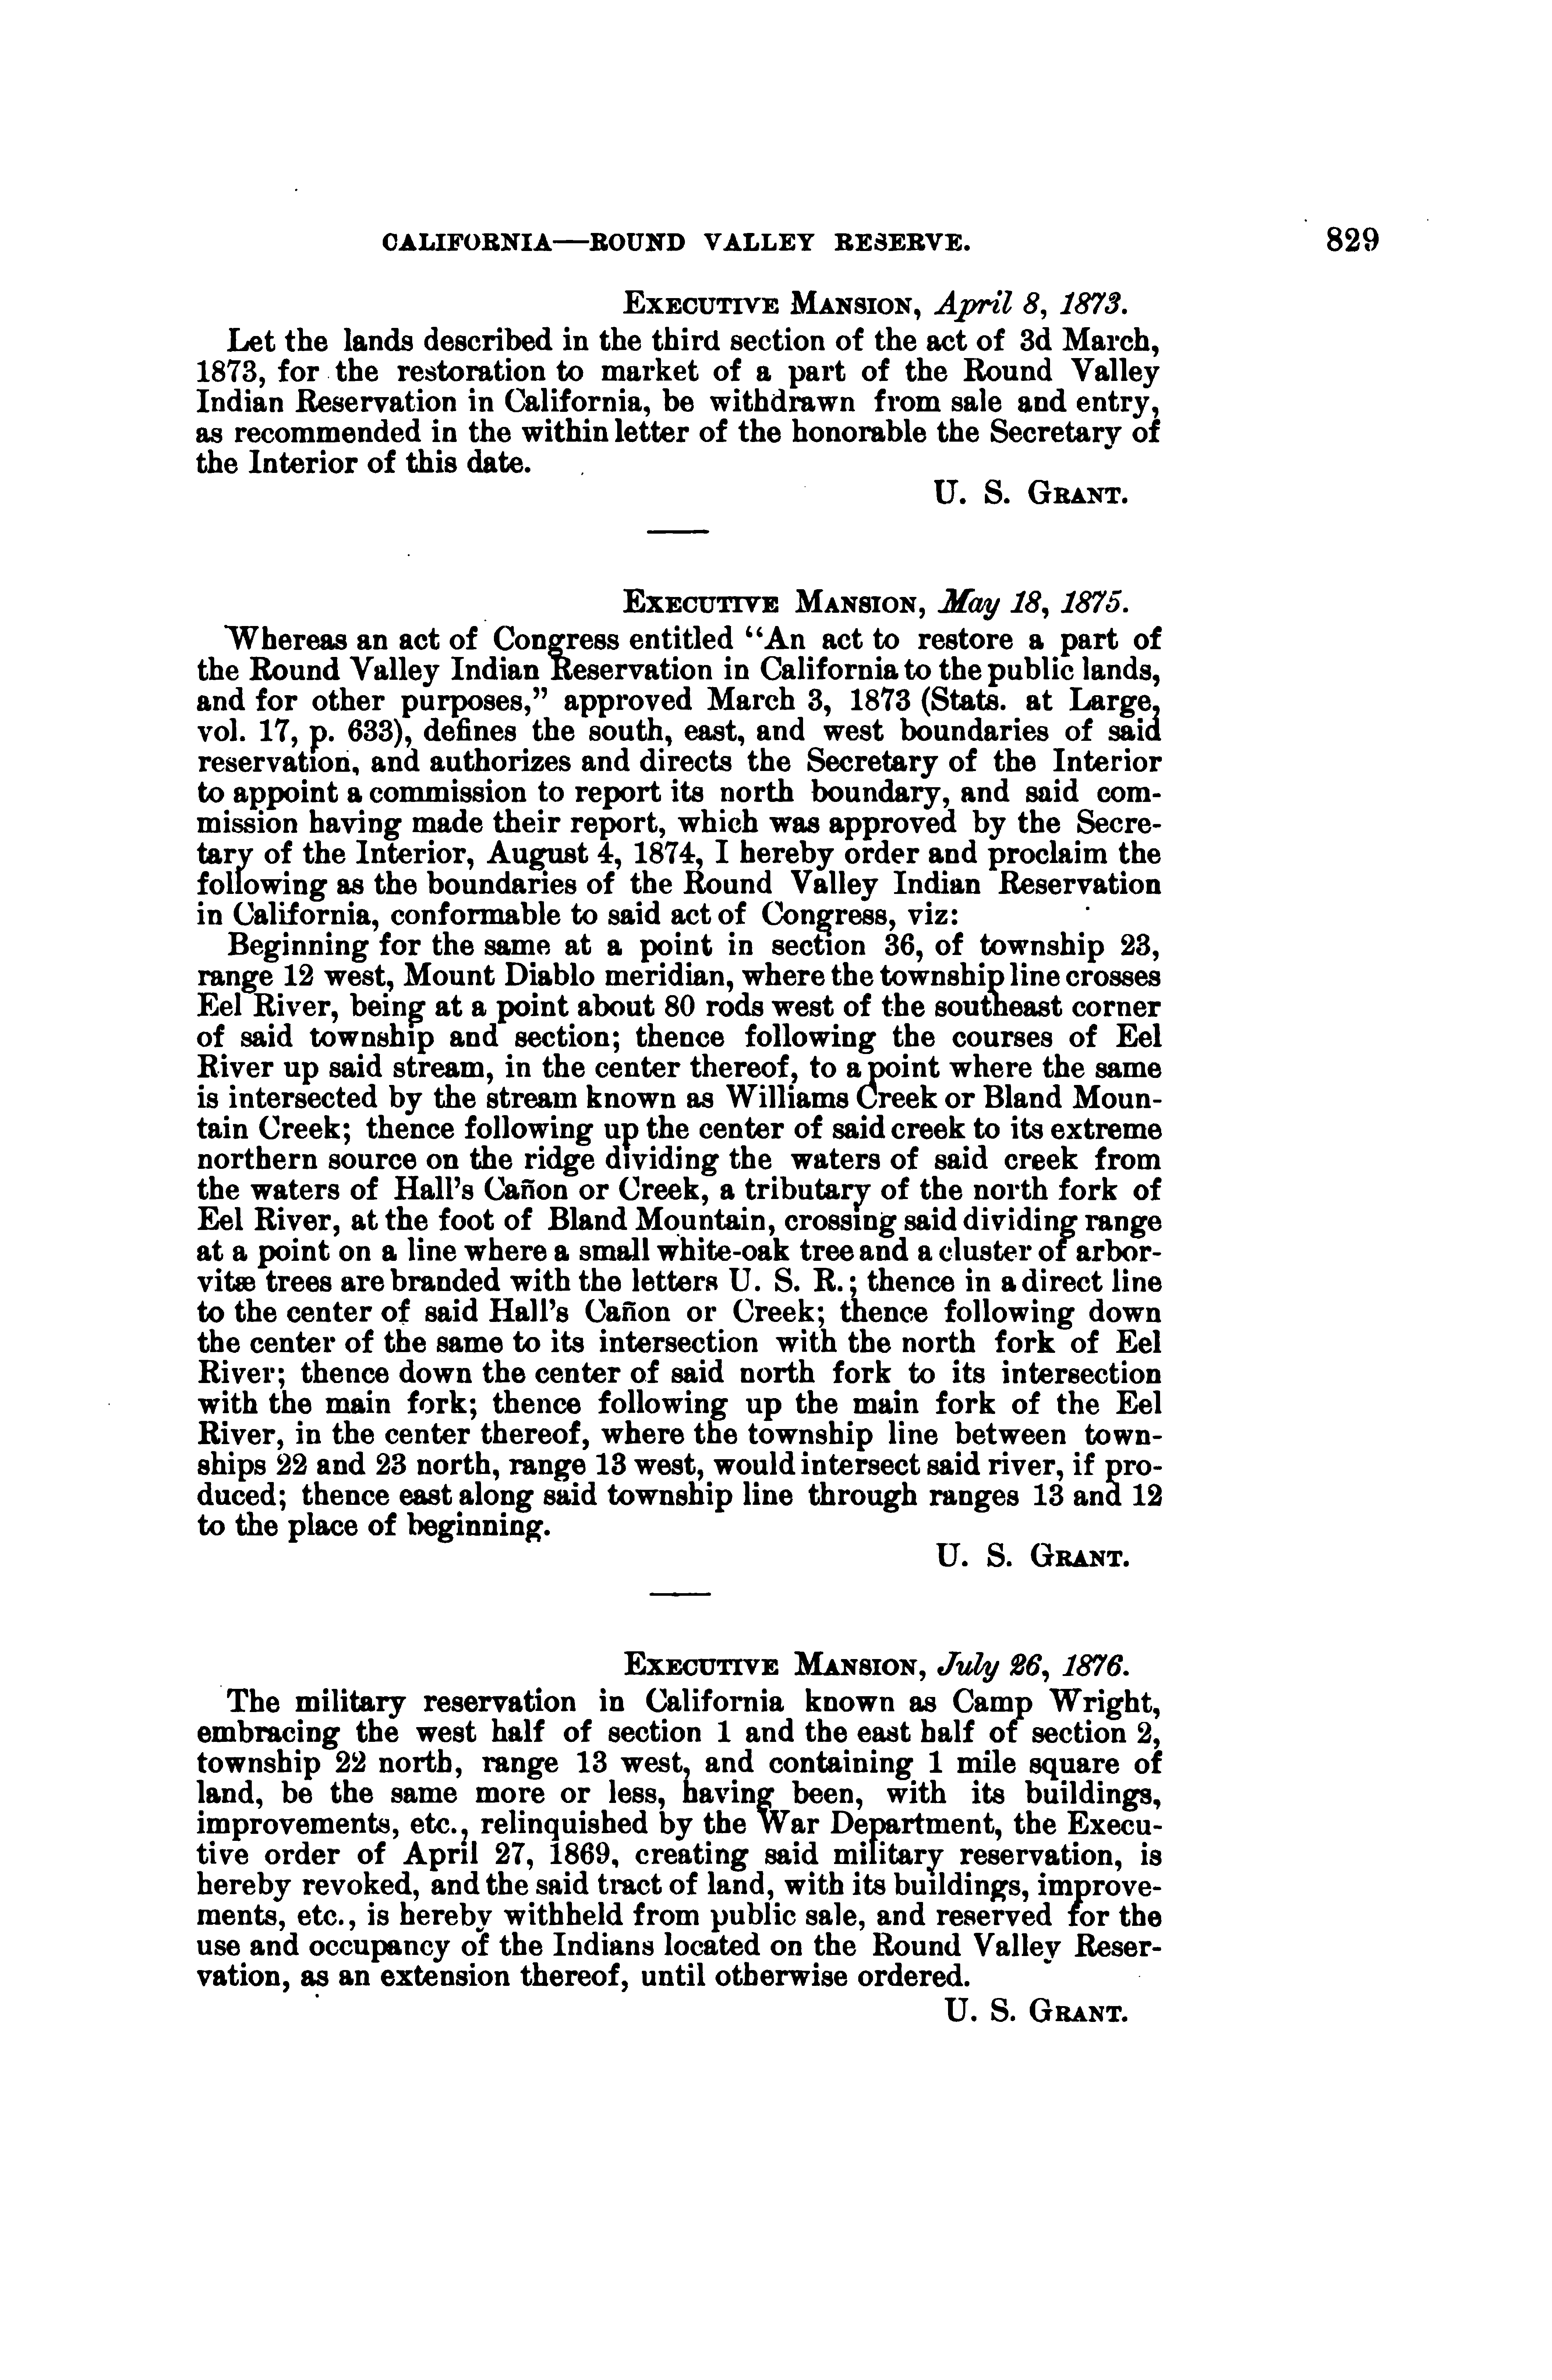 CALIFORNIA—ROUND VALLEY RESERVE. 829
EXECUTIVE MANSION, April 8, 1873.
Let the lands described in the third section of the act of 3d March,
1873, for the restoration to market of a part of the Round Valley
Indian Reservation in California, be withdrawn from sale and entry,
as recommended in the within letter of the honorable the Secretary of
the Interior of this date.
U. S. GRANT.
EXECUTIVE MANSION, May 18, 1875.
Whereas an act of Congress entitled “An act to restore a part of
the Round Valley Indian Reservation in California to the public lands,
and for other purposes,” approved March 3, 1873 (Stats. at Large,
vol. 17, p. 633), defines the south, east, and west boundaries of said
reservation, and authorizes and directs the Secretary of the Interior
to appoint a commission to report its north boundary, and said com-
mission having made their report, which was approved by the Secre-
tary of the Interior, August 4, 1874, I hereby order and proclaim the
following as the boundaries of the Round Valley Indian Reservation
in California, conformable to said act of Congress, viz:
Beginning for the same at a point in section 36, of township 23,
range 12 west, Mount Diablo meridian, where the township line crosses
Eel River, being at a point about 80 rods west of the southeast corner
of said township and section; thence following the courses of Eel
River up said stream, in the center thereof, to a point where the same
is intersected by the stream known as Williams Creek or Bland Moun-
tain Creek; thence following up the center of said creek to its extreme
northern source on the ridge dividing the waters of said creek from
the waters of Hall’s Cañon or Creek, a tributary of the north fork of
Eel River, at the foot of Bland Mountain, crossing said dividing range
at a point on a line where a small white-oak tree and a cluster of arbor-
vitæ trees are branded with the letters U. S. R.; thence in a direct line
to the center of said Hall’s Cañon or Creek; thence following down
the center of the same to its intersection with the north fork of Eel
River; thence down the center of said north fork to its intersection
with the main fork; thence following up the main fork of the Eel
River, in the center thereof, where the township line between town-
ships 22 and 23 north, range 13 west, would intersect said river, if pro-
duced; thence east along said township line through ranges 13 and 12
to the place of beginning.
U. S. GRANT.
EXECUTIVE MANSION, July 26, 1876.
The military reservation in California known as Camp Wright,
embracing the west half of section 1 and the east half of section 2,
township 22 north, range 13 west, and containing 1 mile square of
land, be the same more or less, having been, with its buildings,
improvements, etc., relinquished by the War Department, the Execu-
tive order of April 27, 1869, creating said military reservation, is
hereby revoked, and the said tract of land, with its buildings, improve-
ments, etc., is hereby withheld from public sale, and reserved for the
use and occupancy of the Indians located on the Round Valley Reser-
vation, as an extension thereof, until otherwise ordered.
U. S. GRANT.